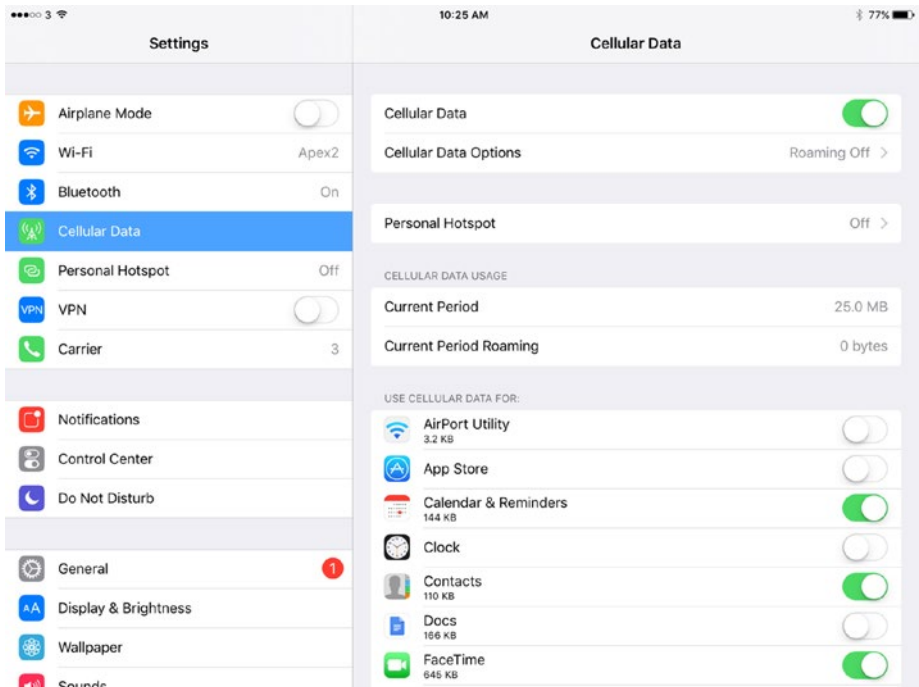 3
10:25 AM
77%
Settings
Cellular Data
Airplane Mode
Wi-Fi Apex2
Bluetooth On
Cellular Data
Personal Hotspot Off
VPN VPN
Carrier 3
Notifications
Control Center
Do Not Disturb
General 1
AA Display & Brightness
Wallpaper
Sounds
Cellular Data
Cellular Data Options Roaming Off >
Personal Hotspot Off >
CELLULAR DATA USAGE
Current Period 25.0 MB
Current Period Roaming 0 bytes
USE CELLULAR DATA FOR:
AirPort Utility
3.2 KB
App Store
Calendar & Reminders
144 KB
Clock
Contacts
110 KB
Docs
166 KB
FaceTime
645 KB